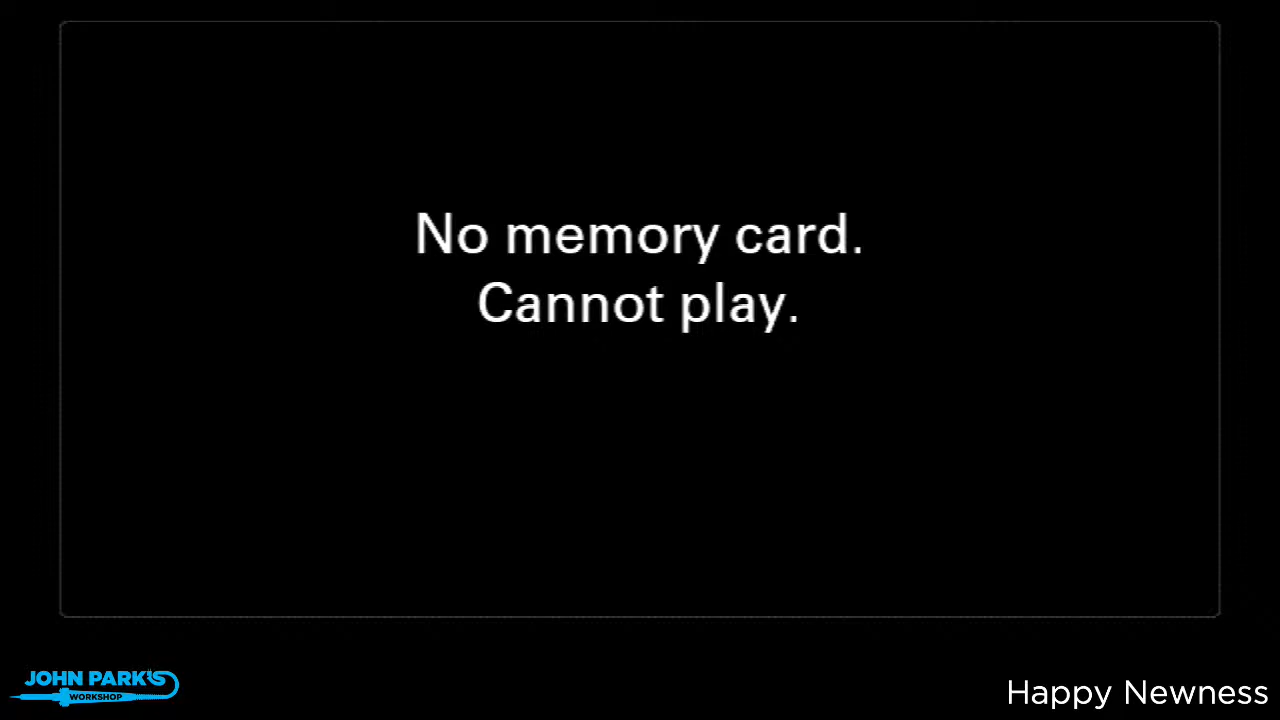 No memory card.
Cannot play.
JOHN PARK'S
WORKSHOP
Happy Newness